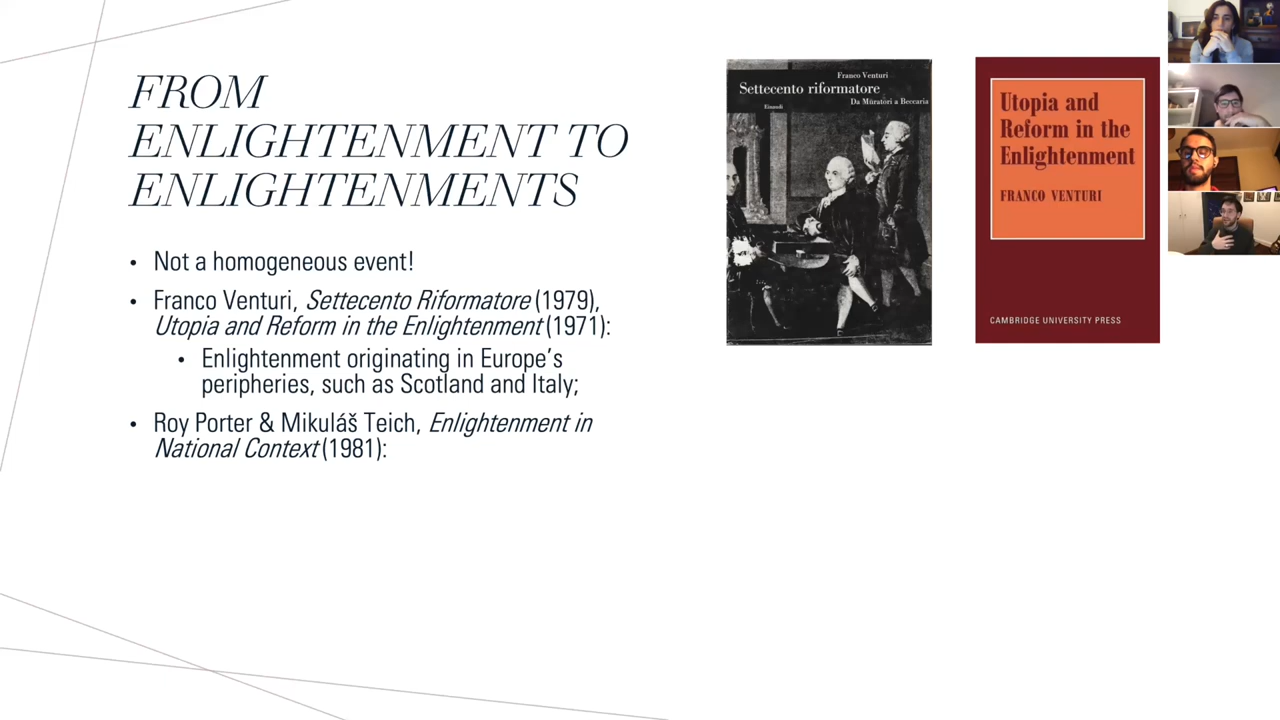 FROM
ENLIGHTENMENT TO
ENLIGHTENMENTS
• Not a homogeneous event!
• Franco Venturi, Settecento Riformatore (1979),
Utopia and Reform in the Enlightenment (1971):
• Enlightenment originating in Europe's
peripheries, such as Scotland and Italy;
• Roy Porter & Mikuláš Teich, Enlightenment in
National Context (1981):
Franco Venturi
Settecento riformatore
Da Muratori a Beccaria
Einaudi
Utopia and
Reform in the
Enlightenment
FRANCO VENTURI
CAMBRIDGE UNIVERSITY PRESS